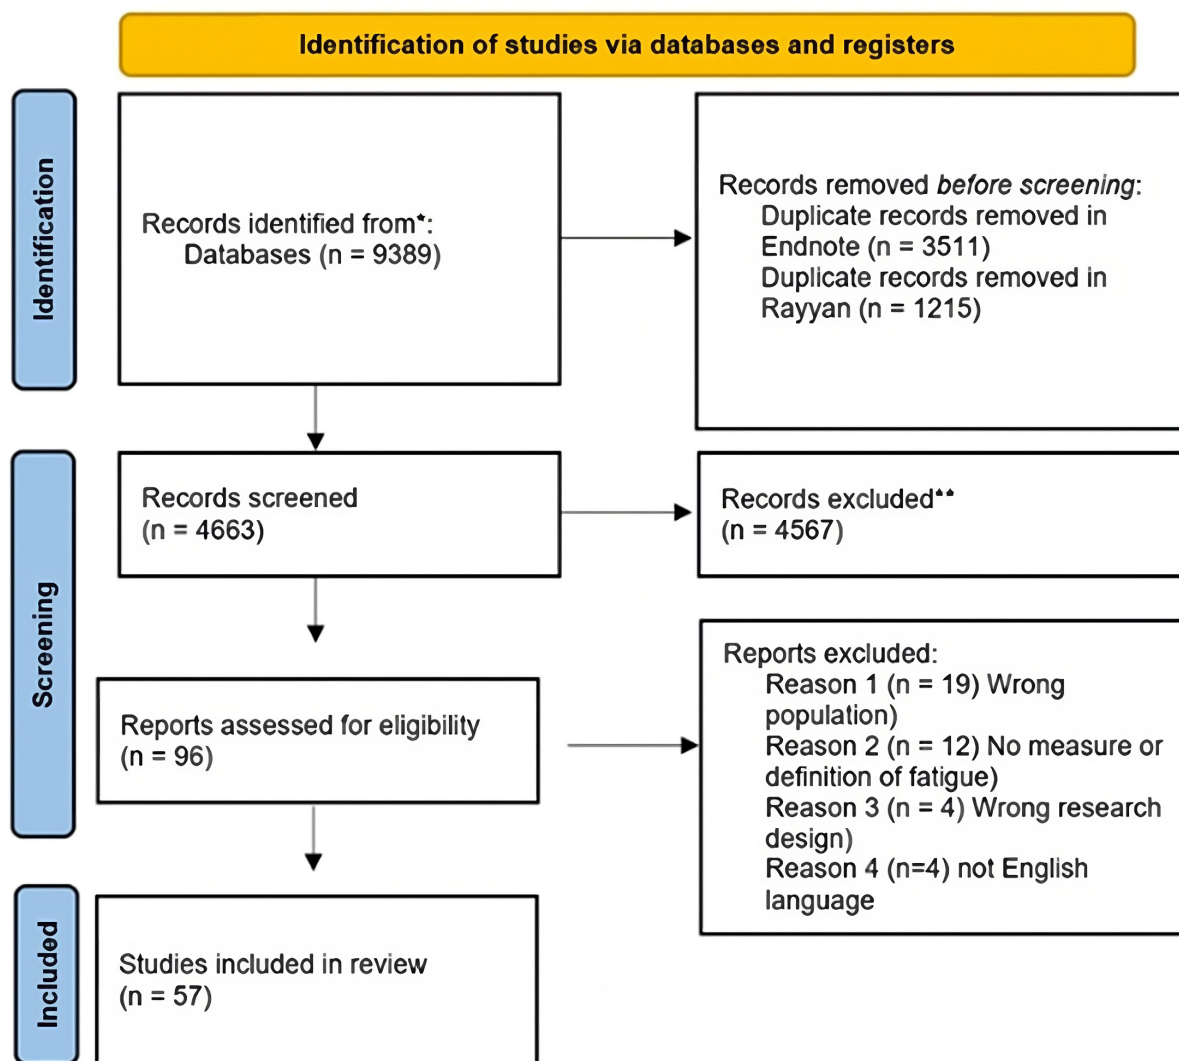 Identification of studies via databases and registers
Identification
Records identified from*:
Databases (n = 9389)
Records removed before screening:
Duplicate records removed in
Endnote (n = 3511)
Duplicate records removed in
Rayyan (n = 1215)
Screening
Records screened
(n = 4663)
Records excluded**
(n = 4567)
Reports assessed for eligibility
(n = 96)
Reports excluded:
Reason 1 (n = 19) Wrong
population)
Reason 2 (n = 12) No measure or
definition of fatigue)
Reason 3 (n = 4) Wrong research
design)
Reason 4 (n=4) not English
language
Included
Studies included in review
(n = 57)